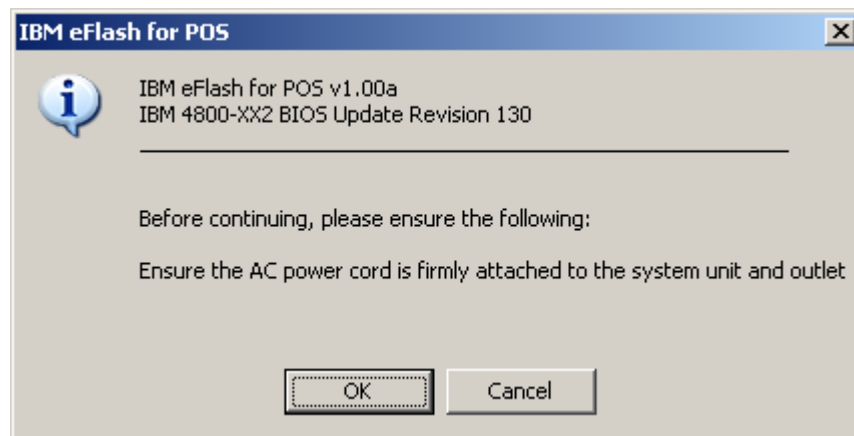 IBM eFlash for POS
IBM eFlash for POS v1.00a
IBM 4800-XX2 BIOS Update Revision 130
Before continuing, please ensure the following:
Ensure the AC power cord is firmly attached to the system unit and outlet
OK
Cancel